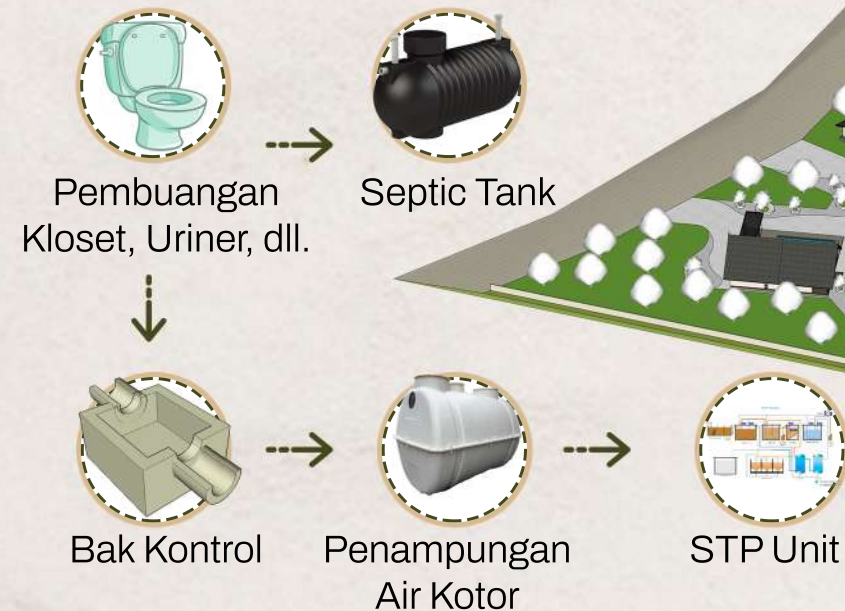 Pembuangan
Kloset, Uriner, dll.
Septic Tank
Bak Kontrol
Penampungan
Air Kotor
STP Unit